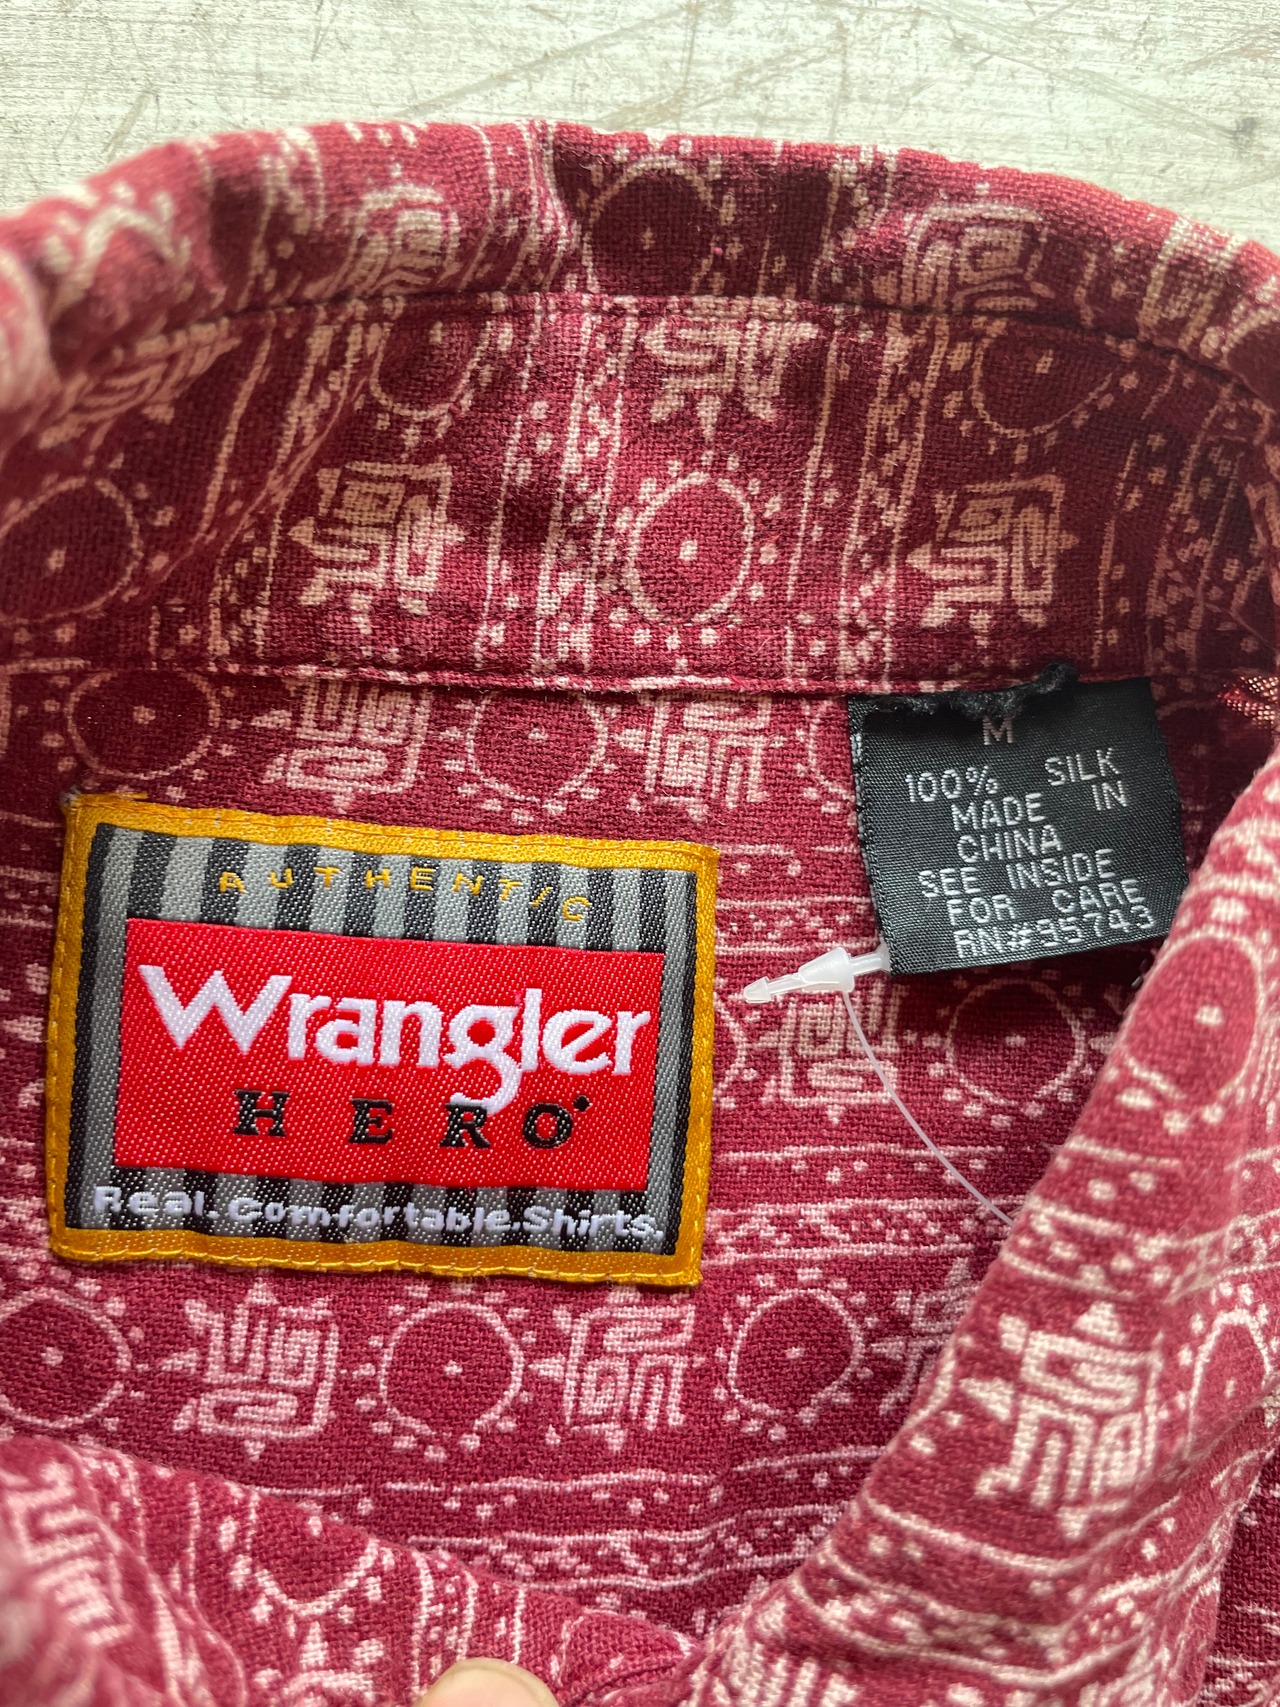 AUTHENTIC
Wrangler
HERO
Real.Comfortable.Shirts.
M
100% SILK
MADE IN
CHINA
SEE INSIDE
FOR CARE
RN#35743